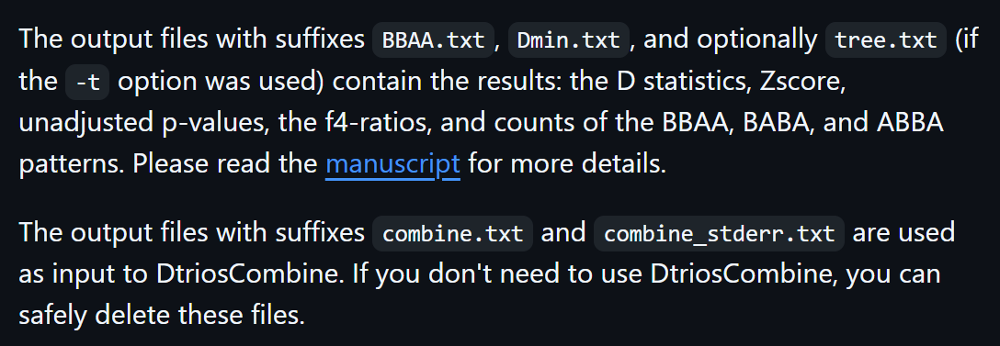 The output files with suffixes BBAA.txt, Dmin.txt, and optionally tree.txt (if
the -t option was used) contain the results: the D statistics, Zscore,
unadjusted p-values, the f4-ratios, and counts of the BBAA, BABA, and ABBA
patterns. Please read the manuscript for more details.
The output files with suffixes combine.txt and combine_stderr.txt are used
as input to DtriosCombine. If you don't need to use DtriosCombine, you can
safely delete these files.